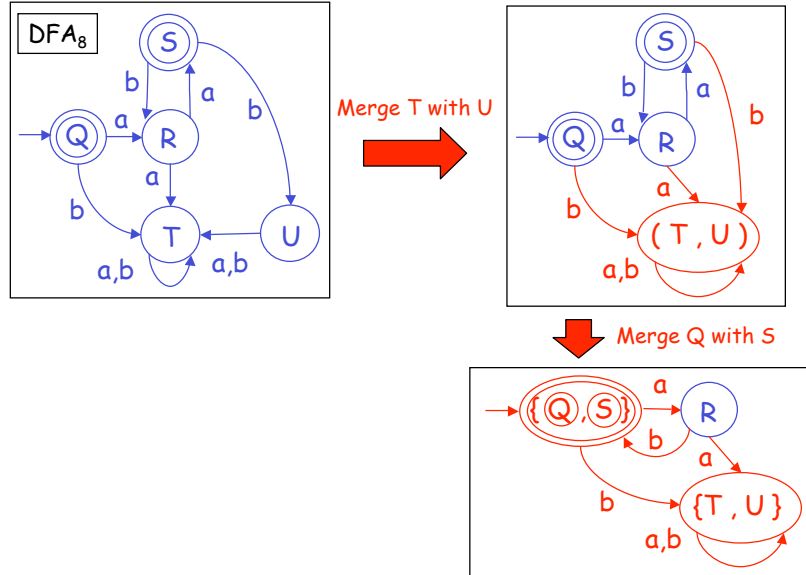 DFA8
S
b
a
b
Q
a
R
a
b
T
U
a,b
a,b
Merge T with U
S
b
a
b
Q
a
R
a
b
( T , U )
a,b
Merge Q with S
{ Q , S }
a
R
b
a
b
{T , U }
a,b